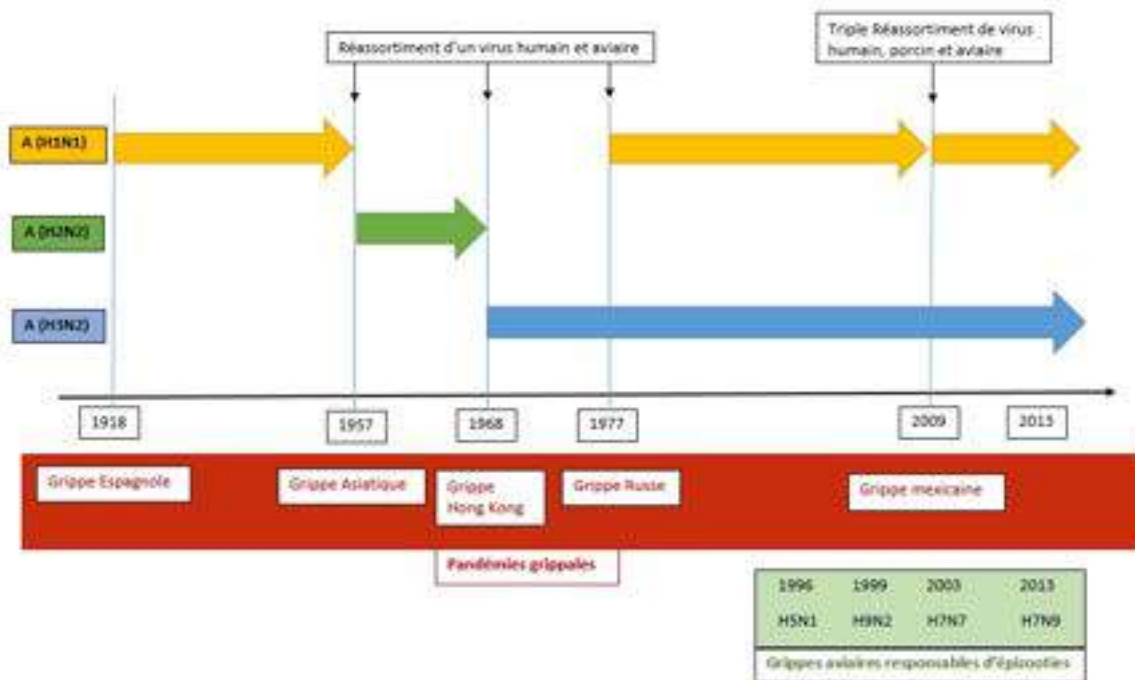 Réassortiment d'un virus humain et aviaire
Triple Réassortiment de virus
humain, porcin et aviaire
A (H1N1)
A (H2N2)
A (H3N2)
1918
1957
1968
1977
2009
2013
Grippe Espagnole
Grippe Asiatique
Grippe
Hong Kong
Grippe Russe
Grippe mexicaine
Pandémies grippales
1996 1999 2003 2013
H5N1 H9N2 H7N7 H7N9
Grippes aviaires responsables d'épizooties